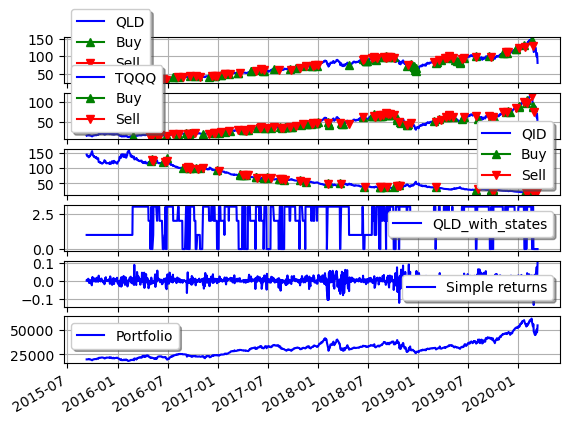 QLD
Buy
Sell
150
100
50
TQQQ
Buy
Sell
100
50
QID
Buy
Sell
150
100
50
2.5
0.0
QLD_with_states
0.1
0.0
−0.1
Simple returns
50000
25000
Portfolio
2015-07
2016-01
2016-07
2017-01
2017-07
2018-01
2018-07
2019-01
2019-07
2020-01